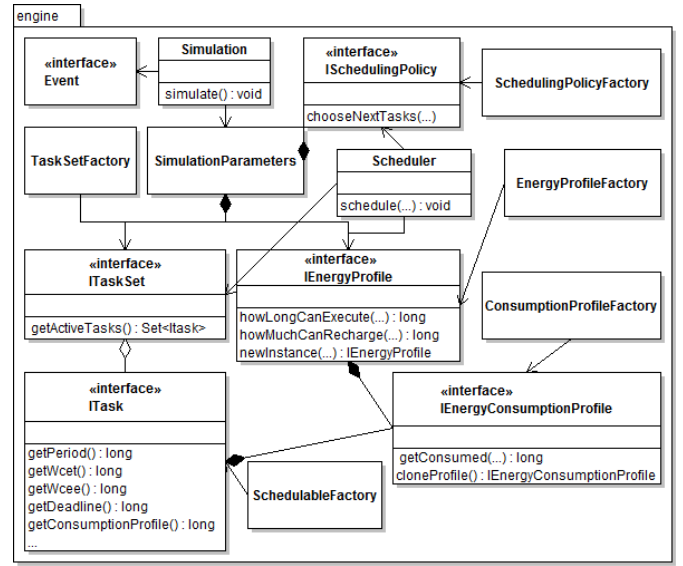 engine
«interface»
Event
Simulation
simulate() : void
«interface»
ISchedulingPolicy
chooseNextTasks(...)
SchedulingPolicyFactory
TaskSetFactory
SimulationParameters
Scheduler
schedule(...) : void
EnergyProfileFactory
«interface»
ITaskSet
getActiveTasks() : Set<Itask>
«interface»
IEnergyProfile
howLongCanExecute(...) : long
howMuchCanRecharge(...) : long
newInstance(...) : IEnergyProfile
ConsumptionProfileFactory
«interface»
ITask
getPeriod() : long
getWcet() : long
getWcee() : long
getDeadline() : long
getConsumptionProfile() : long
...
SchedulableFactory
«interface»
IEnergyConsumptionProfile
getConsumed(...) : long
cloneProfile() : IEnergyConsumptionProfile